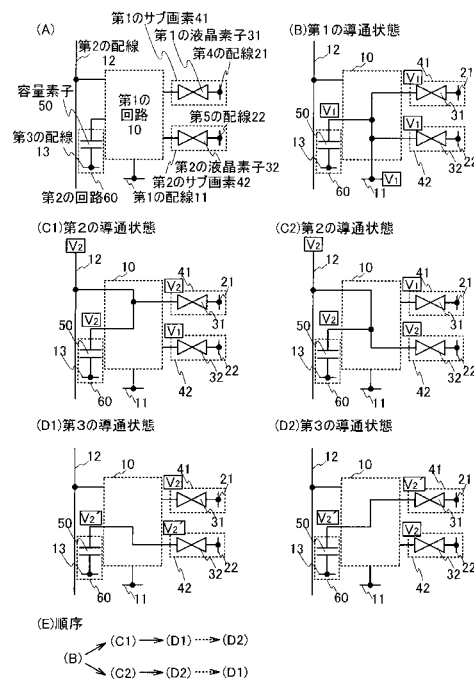 (A)
第1のサブ画素41
第1の液晶素子31
第2の配線
第4の配線21
12
10
容量素子
50
第1の
回路
10
第5の配線22
第3の配線
13
第2の液晶素子32
第2のサブ画素42
第2の回路60
第1の配線11
(B)第1の導通状態
12
10
41
21
V1
50
V1
31
V1
13
32
22
42
60
11
V1
(C1)第2の導通状態
V2
12
10
41
21
V2
50
V2
31
V1
13
32
22
42
60
11
(C2)第2の導通状態
V2
12
10
41
21
V1
50
V2
31
V2
13
32
22
42
60
11
(D1)第3の導通状態
12
10
41
21
50
V2''
31
V2''
13
32
22
42
60
11
(D2)第3の導通状態
12
10
41
21
50
31
13
32
22
42
60
11
(E)順序
(B)
(C1)
(D1)
(D2)
(C2)
(D2)
(D1)